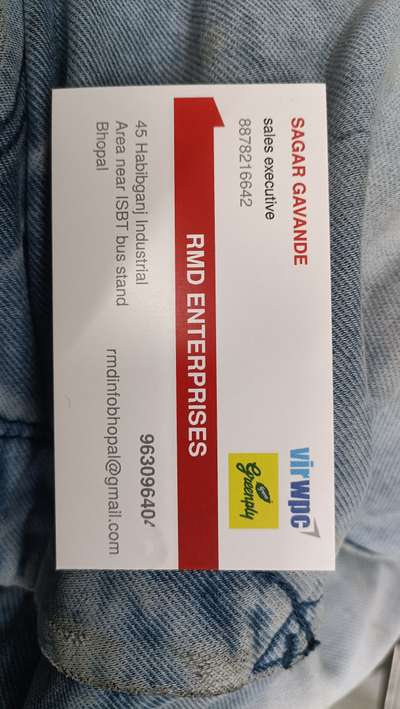 SAGAR GAVANDE
sales executive
8878216642
virwpc
Greenply
RMD ENTERPRISES
45 Habibganj Industrial
Area near ISBT bus stand
Bhopal
rmdinfobhopal@gmail.com